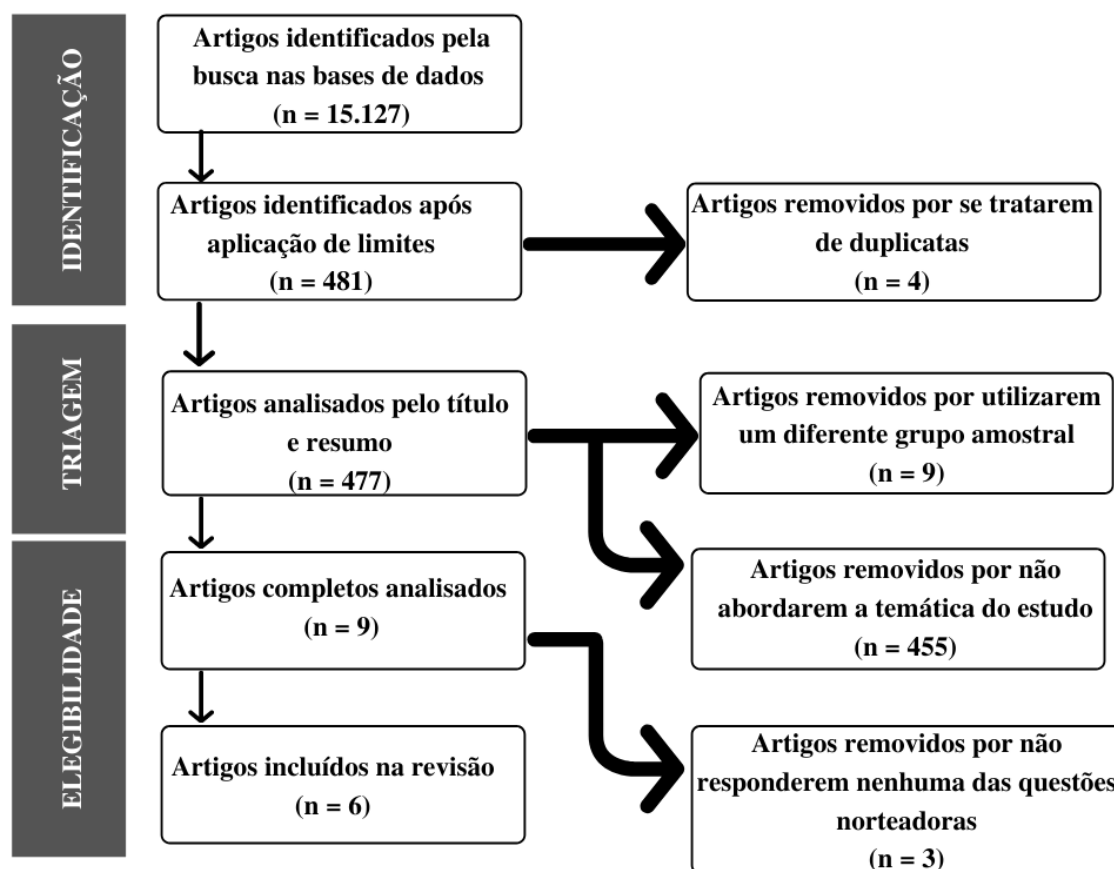 IDENTIFICAÇÃO
Artigos identificados pela
busca nas bases de dados
(n = 15.127)
Artigos identificados após
aplicação de limites
(n = 481)
Artigos removidos por se tratarem
de duplicatas
(n = 4)
TRIAGEM
Artigos analisados pelo título
e resumo
(n = 477)
Artigos removidos por utilizarem
um diferente grupo amostral
(n = 9)
Artigos removidos por não
abordarem a temática do estudo
(n = 455)
ELEGIBILIDADE
Artigos completos analisados
(n = 9)
Artigos removidos por não
responderem nenhuma das questões
norteadoras
(n = 3)
Artigos incluídos na revisão
(n = 6)